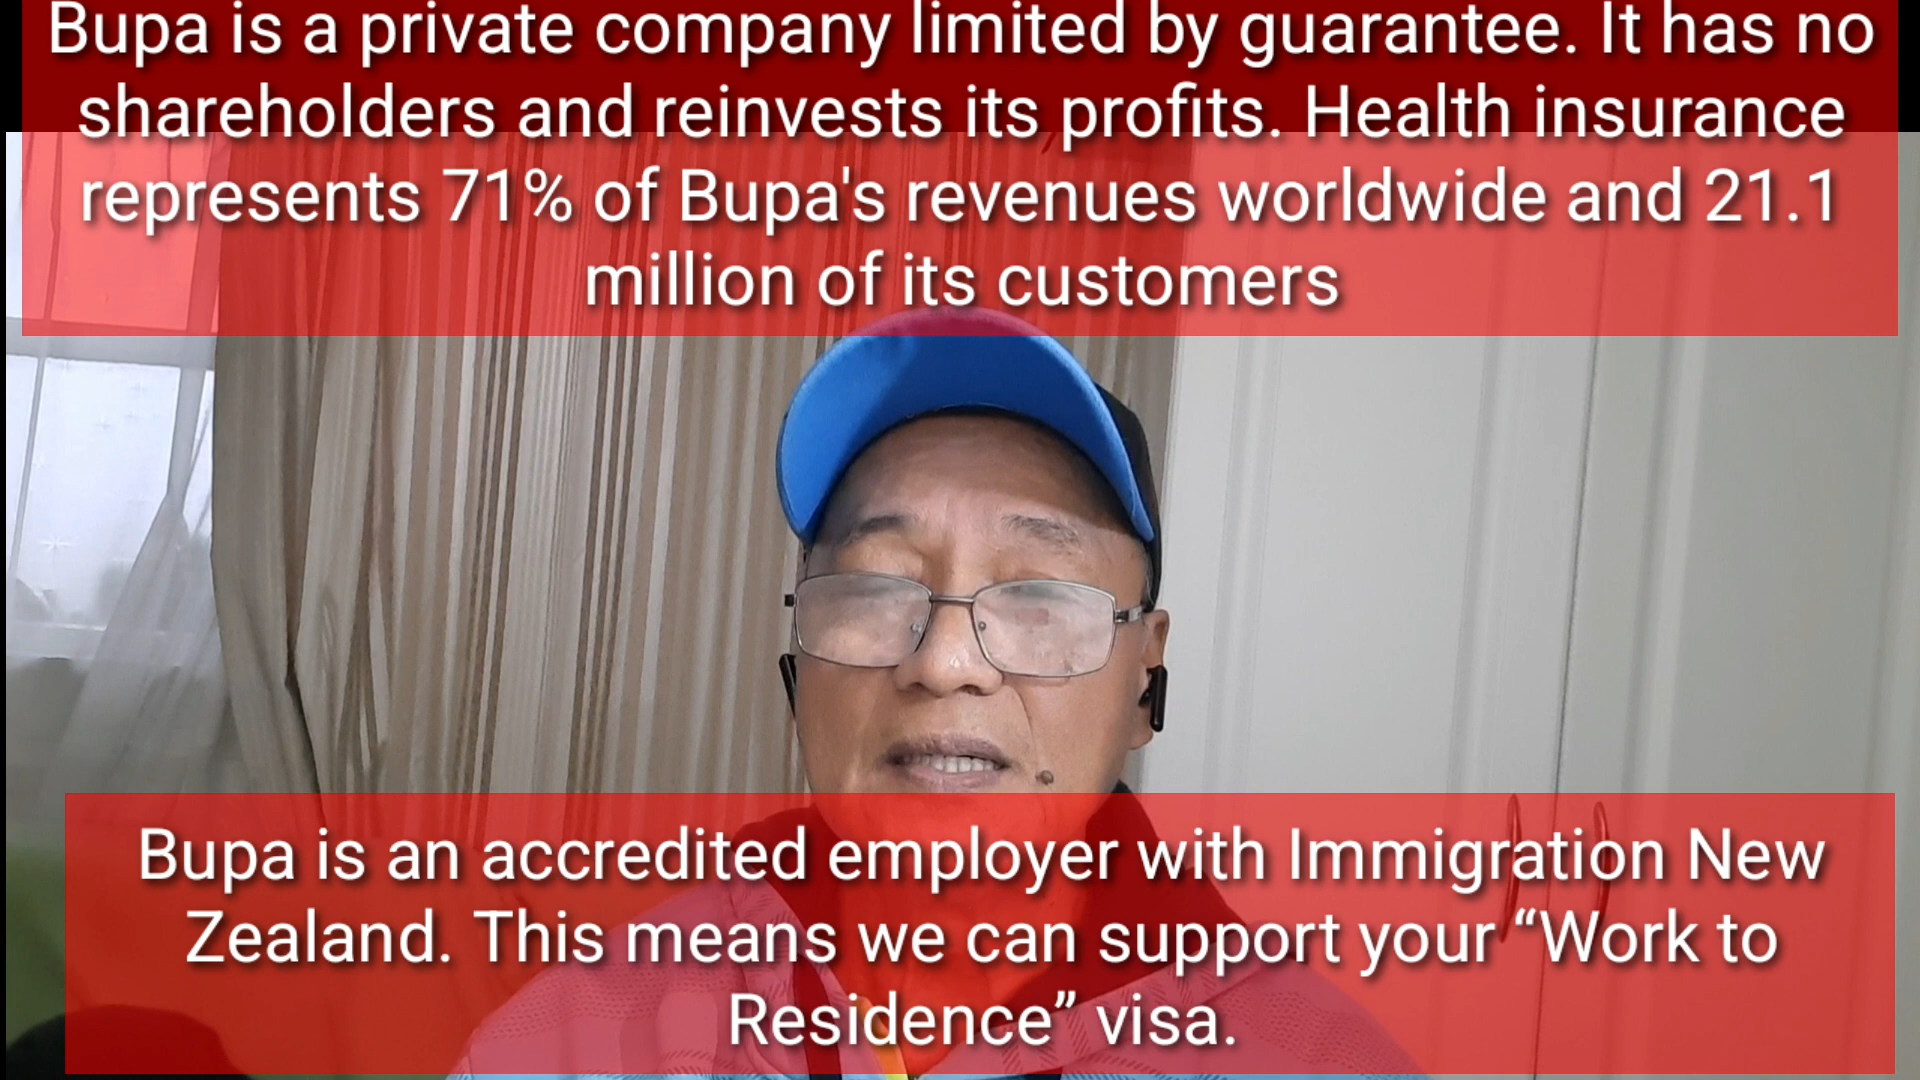 Bupa is a private company limited by guarantee. It has no
shareholders and reinvests its profits. Health insurance
represents 71% of Bupa's revenues worldwide and 21.1
million of its customers
Bupa is an accredited employer with Immigration New
Zealand. This means we can support your “Work to
Residence” visa.